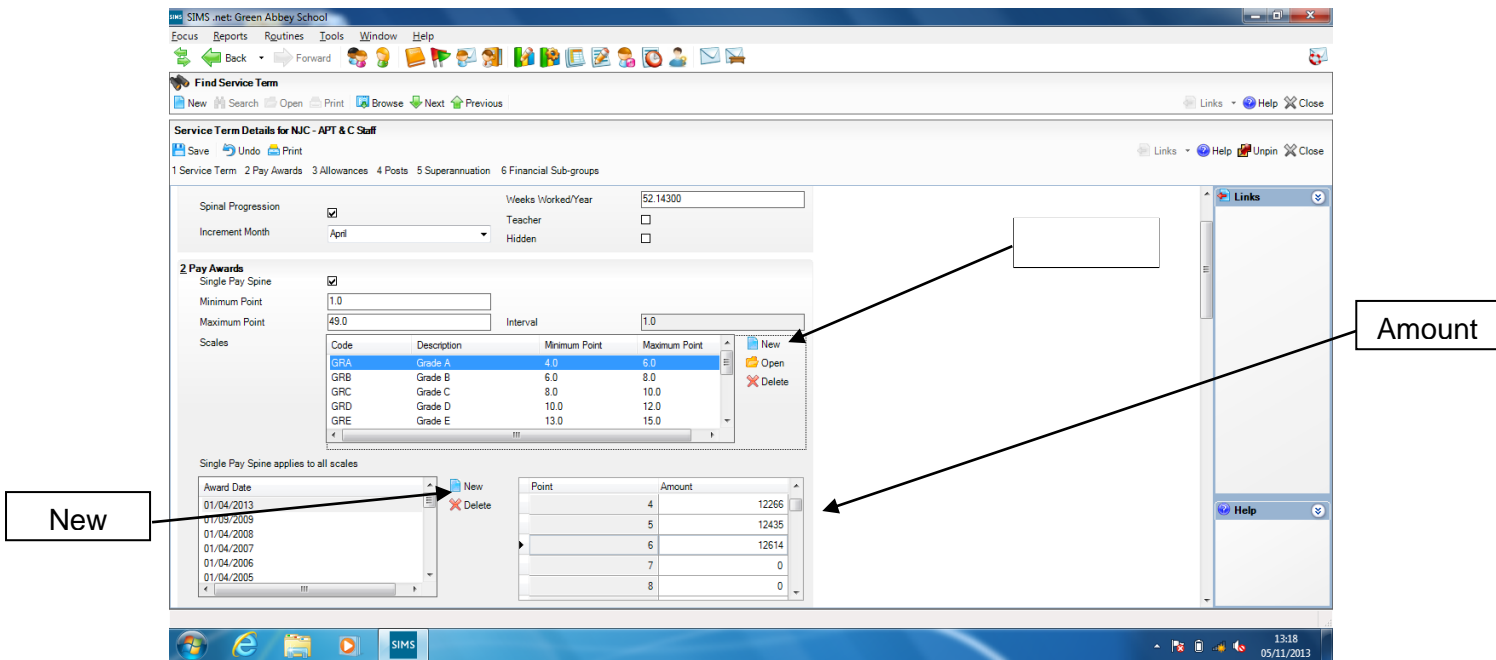 SIMS SIMS .net: Green Abbey School
Focus Reports Routines Tools Window Help
Back Forward
Find Service Term
New Search Open Print Browse Next Previous Links Help Close
Service Term Details for NJC - APT & C Staff
Save Undo Print Links Help Unpin Close
1 Service Term 2 Pay Awards 3 Allowances 4 Posts 5 Superannuation 6 Financial Sub-groups
Spinal Progression Weeks Worked/Year 52.14300
Teacher
Increment Month April Hidden
Links
2 Pay Awards
Single Pay Spine
Minimum Point 1.0
Maximum Point 49.0 Interval 1.0
Scales
Code Description Minimum Point Maximum Point
GRA Grade A 4.0 6.0
GRB Grade B 6.0 8.0
GRC Grade C 8.0 10.0
GRD Grade D 10.0 12.0
GRE Grade E 13.0 15.0
New
Open
Delete
Amount
Single Pay Spine applies to all scales
Award Date
01/04/2013
01/09/2009
01/04/2008
01/04/2007
01/04/2006
01/04/2005
New
Delete
Point Amount
4 12266
5 12435
6 12614
7 0
8 0
New
Help
SIMS
13:18
05/11/2013